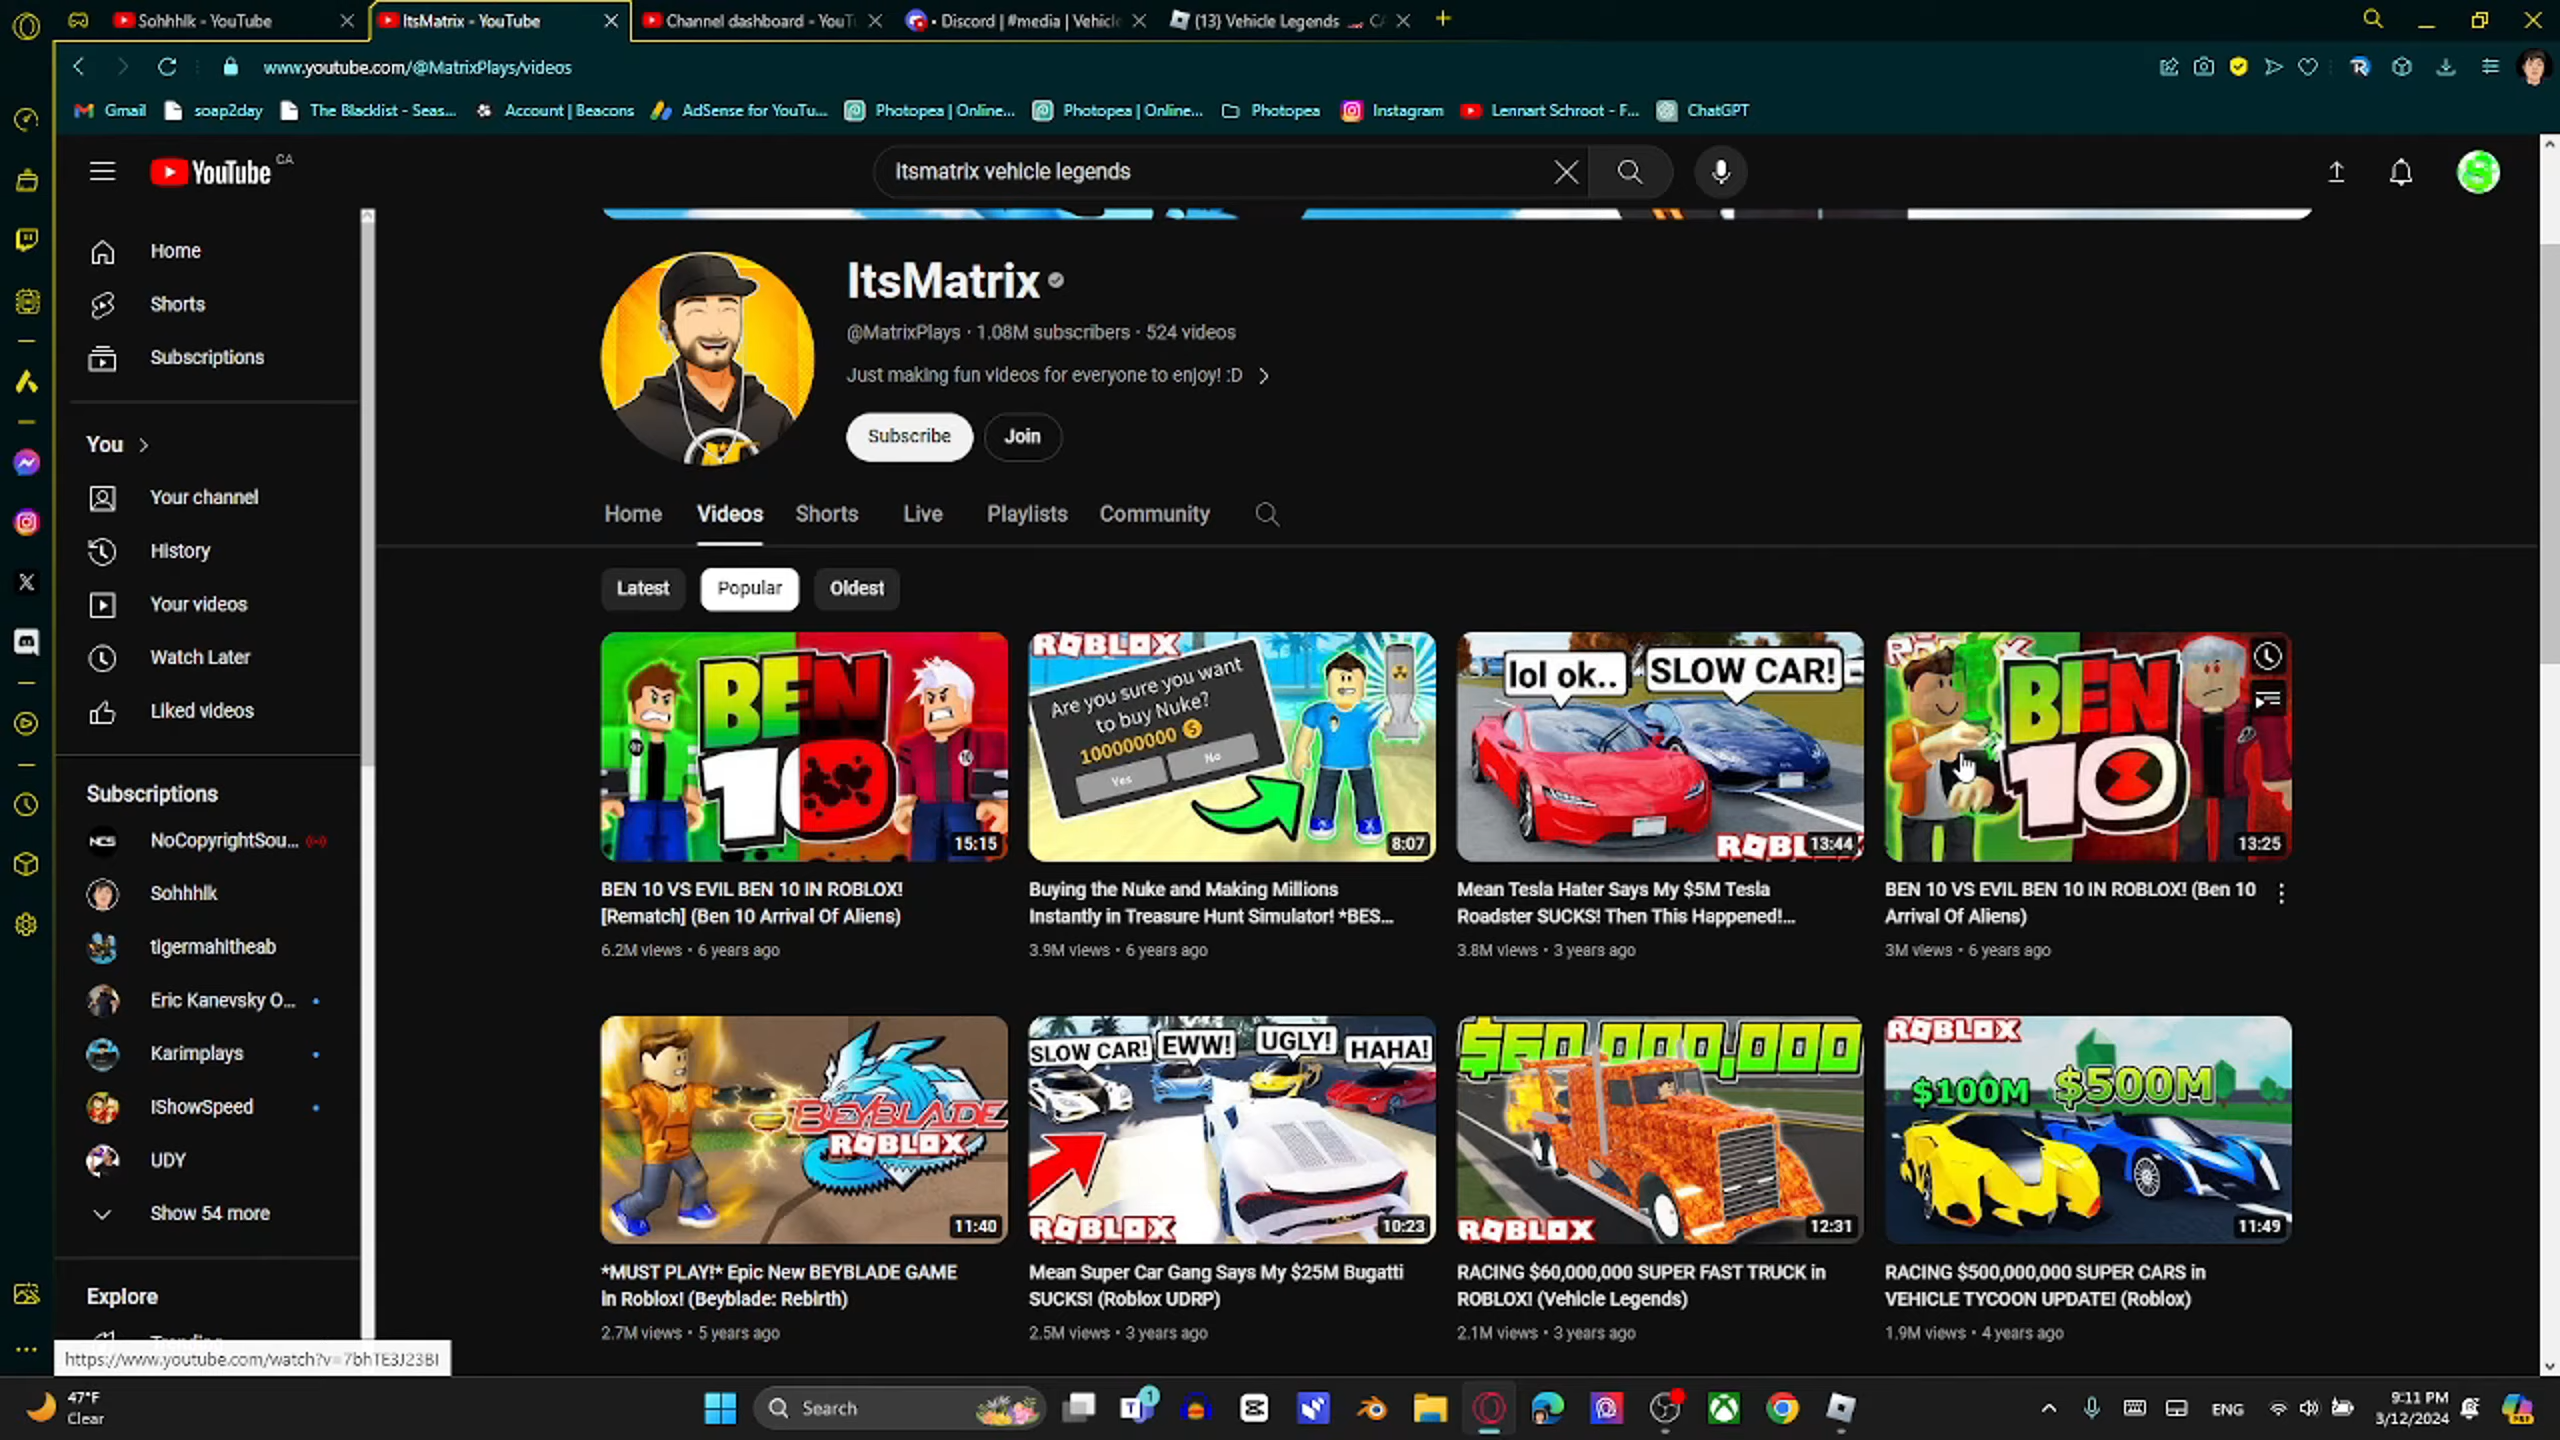 Sohhhlk - YouTube
ItsMatrix - YouTube
Channel dashboard - YouT
• Discord | #media | Vehicle
(13) Vehicle Legends
www.youtube.com/@MatrixPlays/videos
Gmail
soap2day
The Blacklist - Seas...
Account | Beacons
AdSense for YouTu...
Photopea | Online...
Photopea | Online...
Photopea
Instagram
Lennart Schroot - F...
ChatGPT
YouTube CA
Itsmatrix vehicle legends
Home
Shorts
Subscriptions
You
Your channel
History
Your videos
Watch Later
Liked videos
Subscriptions
NCS
NoCopyrightSou...
Sohhhlk
tigermahitheab
Eric Kanevsky O...
Karimplays
IShowSpeed
UDY
Show 54 more
Explore
Trending
https://www.youtube.com/watch?v=7bhTE3J23BI
ItsMatrix
@MatrixPlays · 1.08M subscribers · 524 videos
Just making fun videos for everyone to enjoy! :D
Subscribe
Join
Home
Videos
Shorts
Live
Playlists
Community
Latest
Popular
Oldest
BEN
10
15:15
BEN 10 VS EVIL BEN 10 IN ROBLOX!
[Rematch] (Ben 10 Arrival Of Aliens)
6.2M views • 6 years ago
ROBLOX
Are you sure you want
to buy Nuke?
100000000
Yes
No
8:07
Buying the Nuke and Making Millions
Instantly in Treasure Hunt Simulator! *BES...
3.9M views • 6 years ago
lol ok..
SLOW CAR!
ROBL
13:44
Mean Tesla Hater Says My $5M Tesla
Roadster SUCKS! Then This Happened!...
3.8M views • 3 years ago
BEN
10
13:25
BEN 10 VS EVIL BEN 10 IN ROBLOX! (Ben 10
Arrival Of Aliens)
3M views • 6 years ago
BEYBLADE
ROBLOX
11:40
*MUST PLAY!* Epic New BEYBLADE GAME
in Roblox! (Beyblade: Rebirth)
2.7M views • 5 years ago
SLOW CAR!
EWW!
UGLY!
HAHA!
ROBLOX
10:23
Mean Super Car Gang Says My $25M Bugatti
SUCKS! (Roblox UDRP)
2.5M views • 3 years ago
$60,000,000
ROBLOX
12:31
RACING $60,000,000 SUPER FAST TRUCK in
ROBLOX! (Vehicle Legends)
2.1M views • 3 years ago
ROBLOX
$100M
$500M
11:49
RACING $500,000,000 SUPER CARS in
VEHICLE TYCOON UPDATE! (Roblox)
1.9M views • 4 years ago
47°F
Clear
Search
1
ENG
9:11 PM
3/12/2024